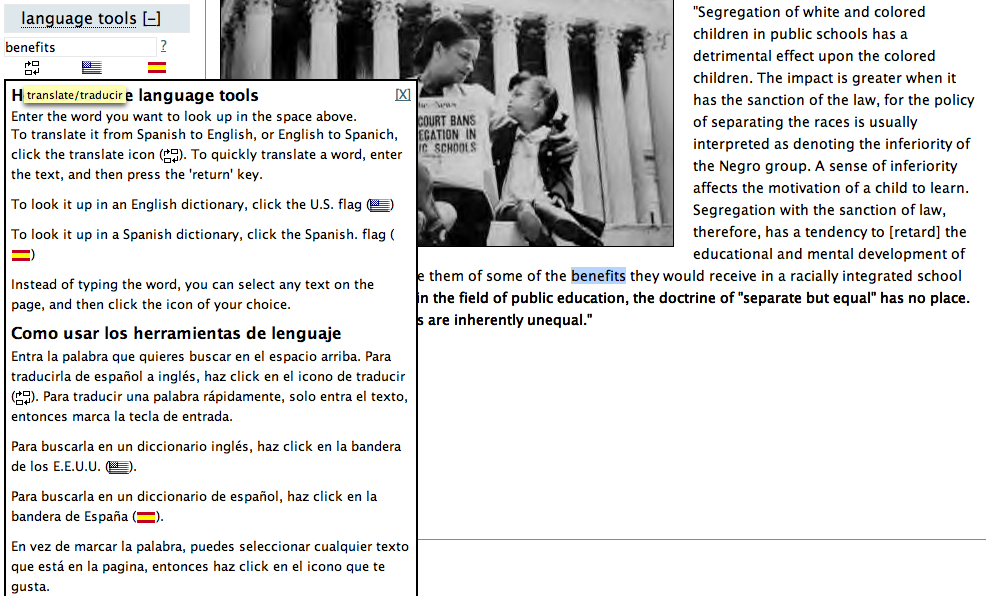 language tools [–]
benefits ?
translate/traducir
H e language tools [X]
Enter the word you want to look up in the space above.
To translate it from Spanish to English, or English to Spanich,
click the translate icon ( ). To quickly translate a word, enter
the text, and then press the 'return' key.
To look it up in an English dictionary, click the U.S. flag ( )
To look it up in a Spanish dictionary, click the Spanish. flag (
)
Instead of typing the word, you can select any text on the
page, and then click the icon of your choice.
Como usar los herramientas de lenguaje
Entra la palabra que quieres buscar en el espacio arriba. Para
traducirla de español a inglés, haz click en el icono de traducir
( ). Para traducir una palabra rápidamente, solo entra el texto,
entonces marca la tecla de entrada.
Para buscarla en un diccionario inglés, haz click en la bandera
de los E.E.U.U. ( ).
Para buscarla en un diccionario de español, haz click en la
bandera de España ( ).
En vez de marcar la palabra, puedes seleccionar cualquier texto
que está en la pagina, entonces haz click en el icono que te
gusta.
COURT BANS
EGATION IN
IC SCHOOLS
"Segregation of white and colored
children in public schools has a
detrimental effect upon the colored
children. The impact is greater when it
has the sanction of the law, for the policy
of separating the races is usually
interpreted as denoting the inferiority of
the Negro group. A sense of inferiority
affects the motivation of a child to learn.
Segregation with the sanction of law,
therefore, has a tendency to [retard] the
educational and mental development of
e them of some of the benefits they would receive in a racially integrated school
in the field of public education, the doctrine of "separate but equal" has no place.
s are inherently unequal."